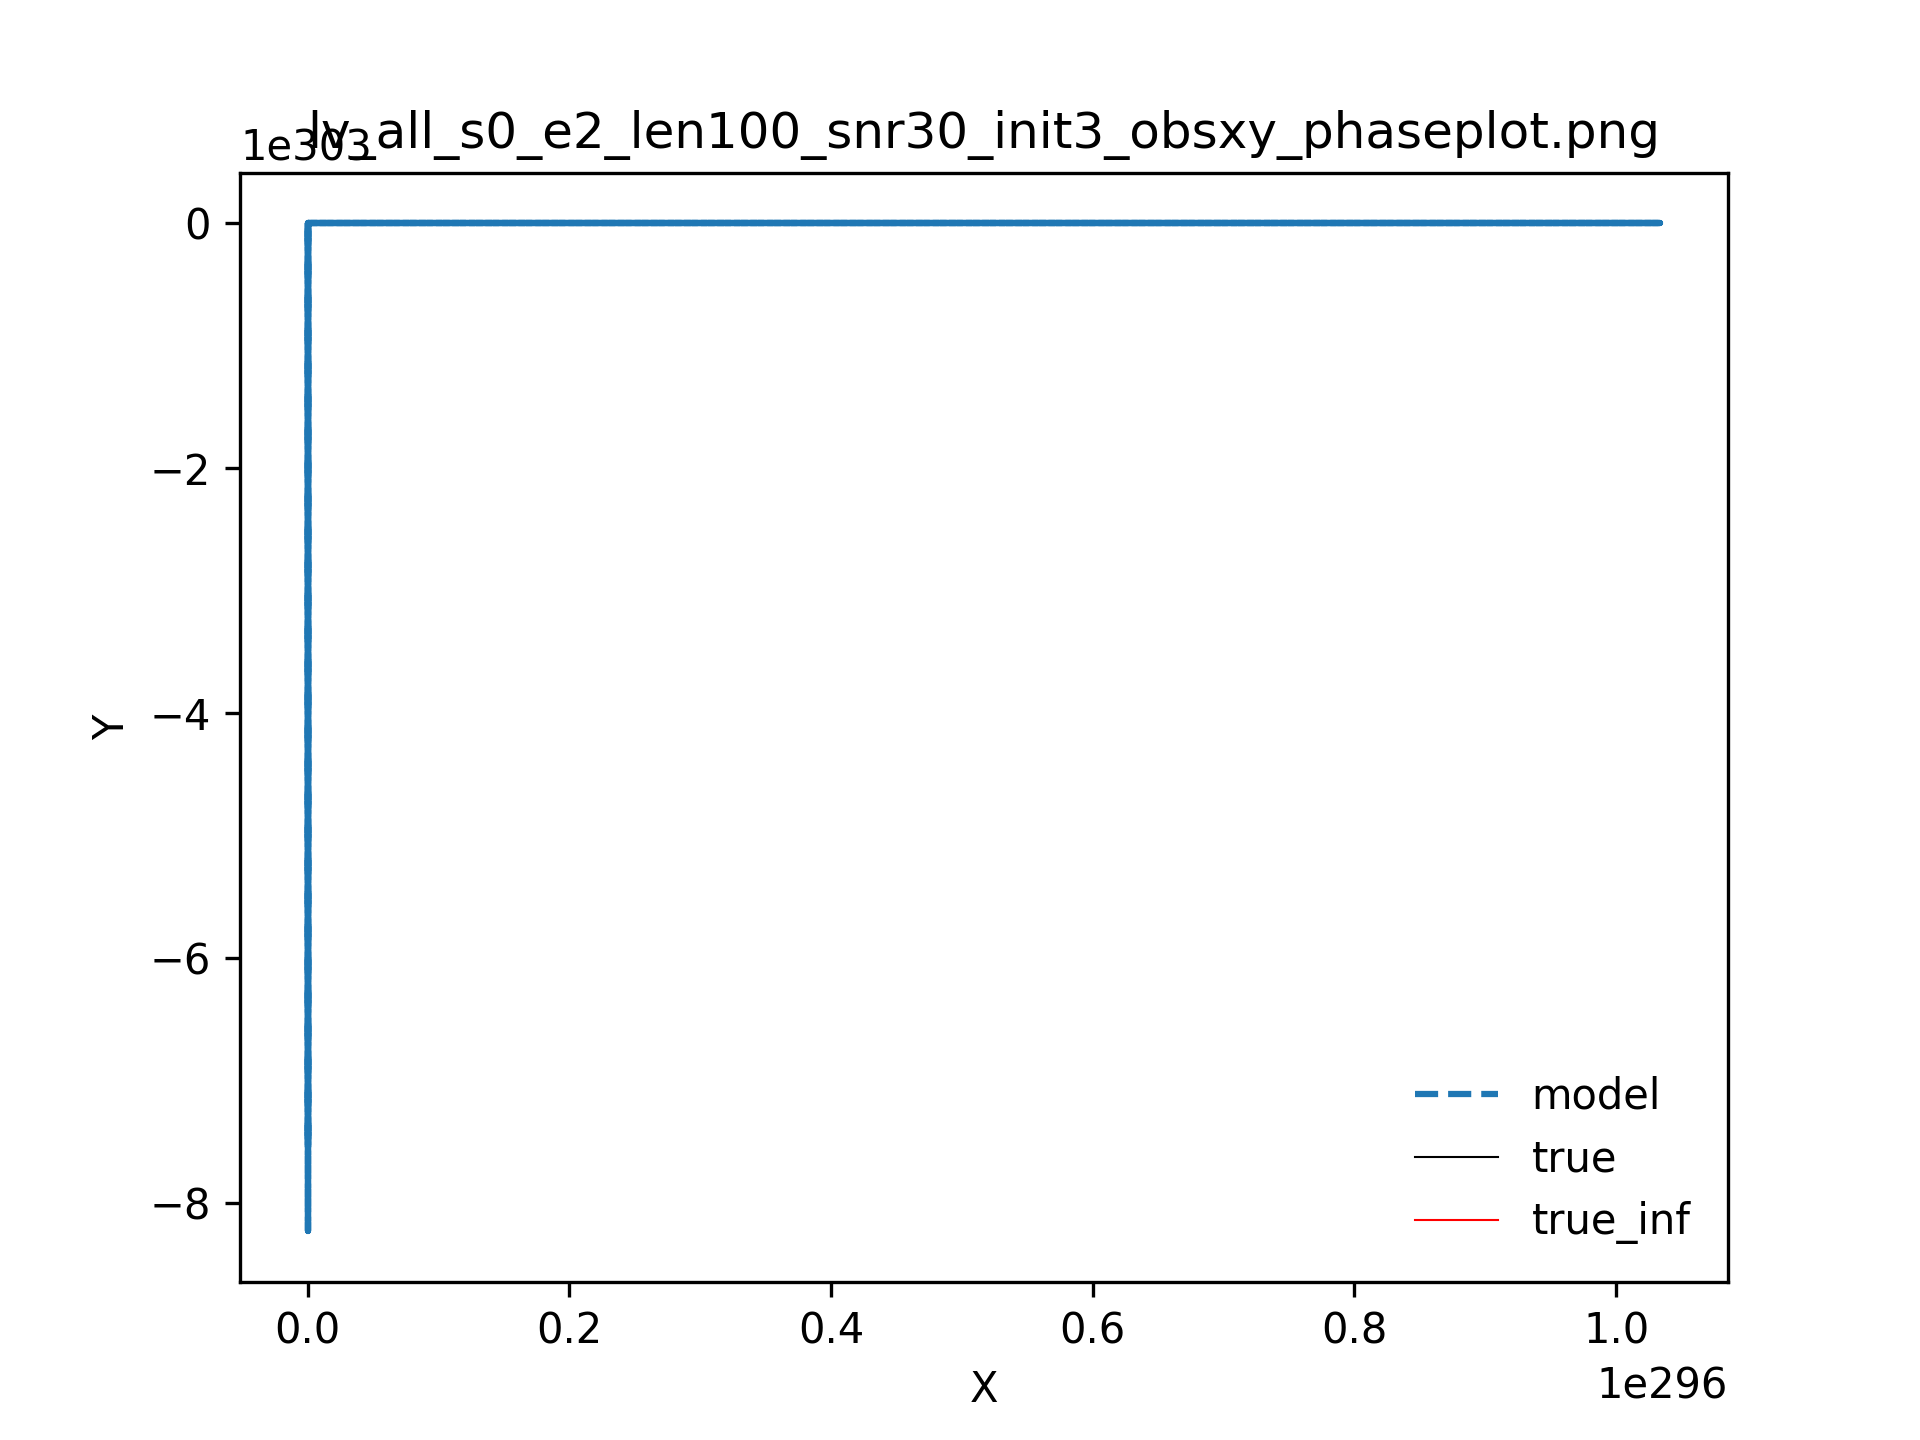 lv_all_s0_e2_len100_snr30_init3_obsxy_phaseplot.png
1e303
0
−2
−4
−6
−8
Y
model
true
true_inf
0.0 0.2 0.4 0.6 0.8 1.0
1e296
X